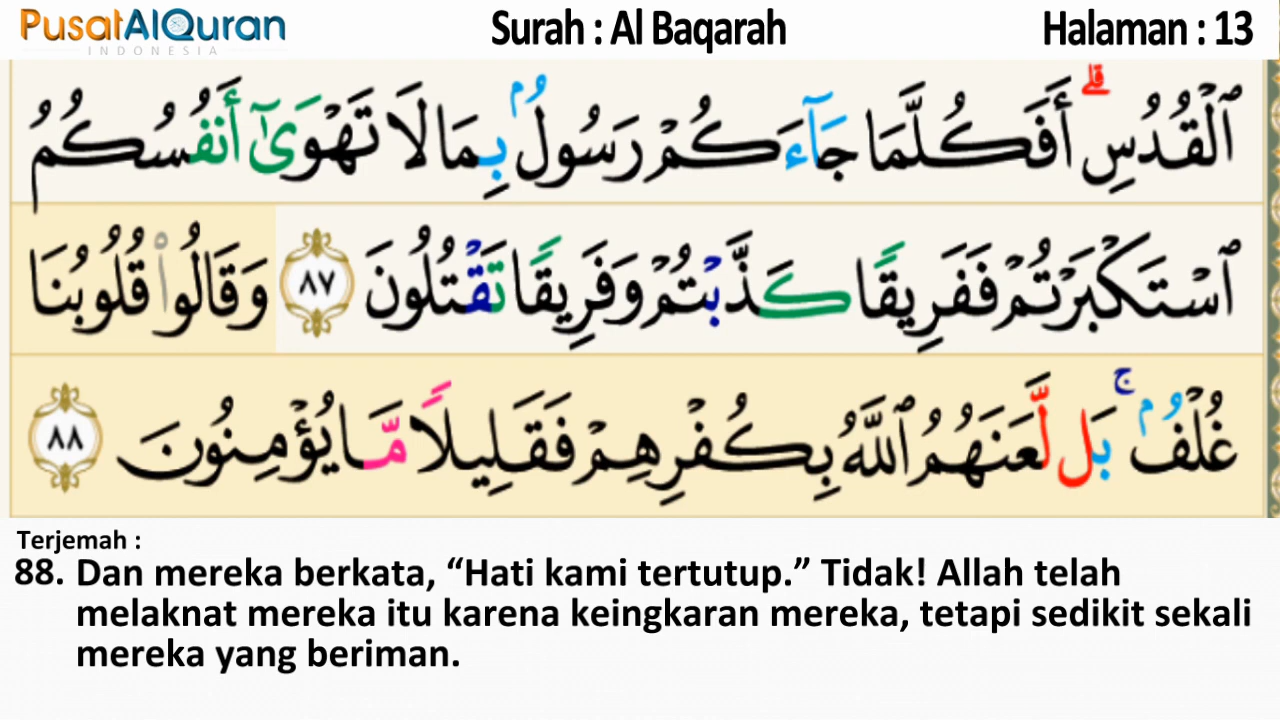 PusatAlQuran
INDONESIA
Surah : Al Baqarah
Halaman : 13
ٱلْقُدُسِ ۗ أَفَكُلَّمَا جَآءَكُمْ رَسُولٌۢ بِمَا لَا تَهْوَىٰٓ أَنفُسُكُمُ
ٱسْتَكْبَرْتُمْ فَفَرِيقًا كَذَّبْتُمْ وَفَرِيقًا تَقْتُلُونَ ٨٧ وَقَالُوا۟ قُلُوبُنَا
غُلْفٌۢ ۚ بَل لَّعَنَهُمُ ٱللَّهُ بِكُفْرِهِمْ فَقَلِيلًا مَّا يُؤْمِنُونَ ٨٨
Terjemah :
88. Dan mereka berkata, “Hati kami tertutup.” Tidak! Allah telah
melaknat mereka itu karena keingkaran mereka, tetapi sedikit sekali
mereka yang beriman.